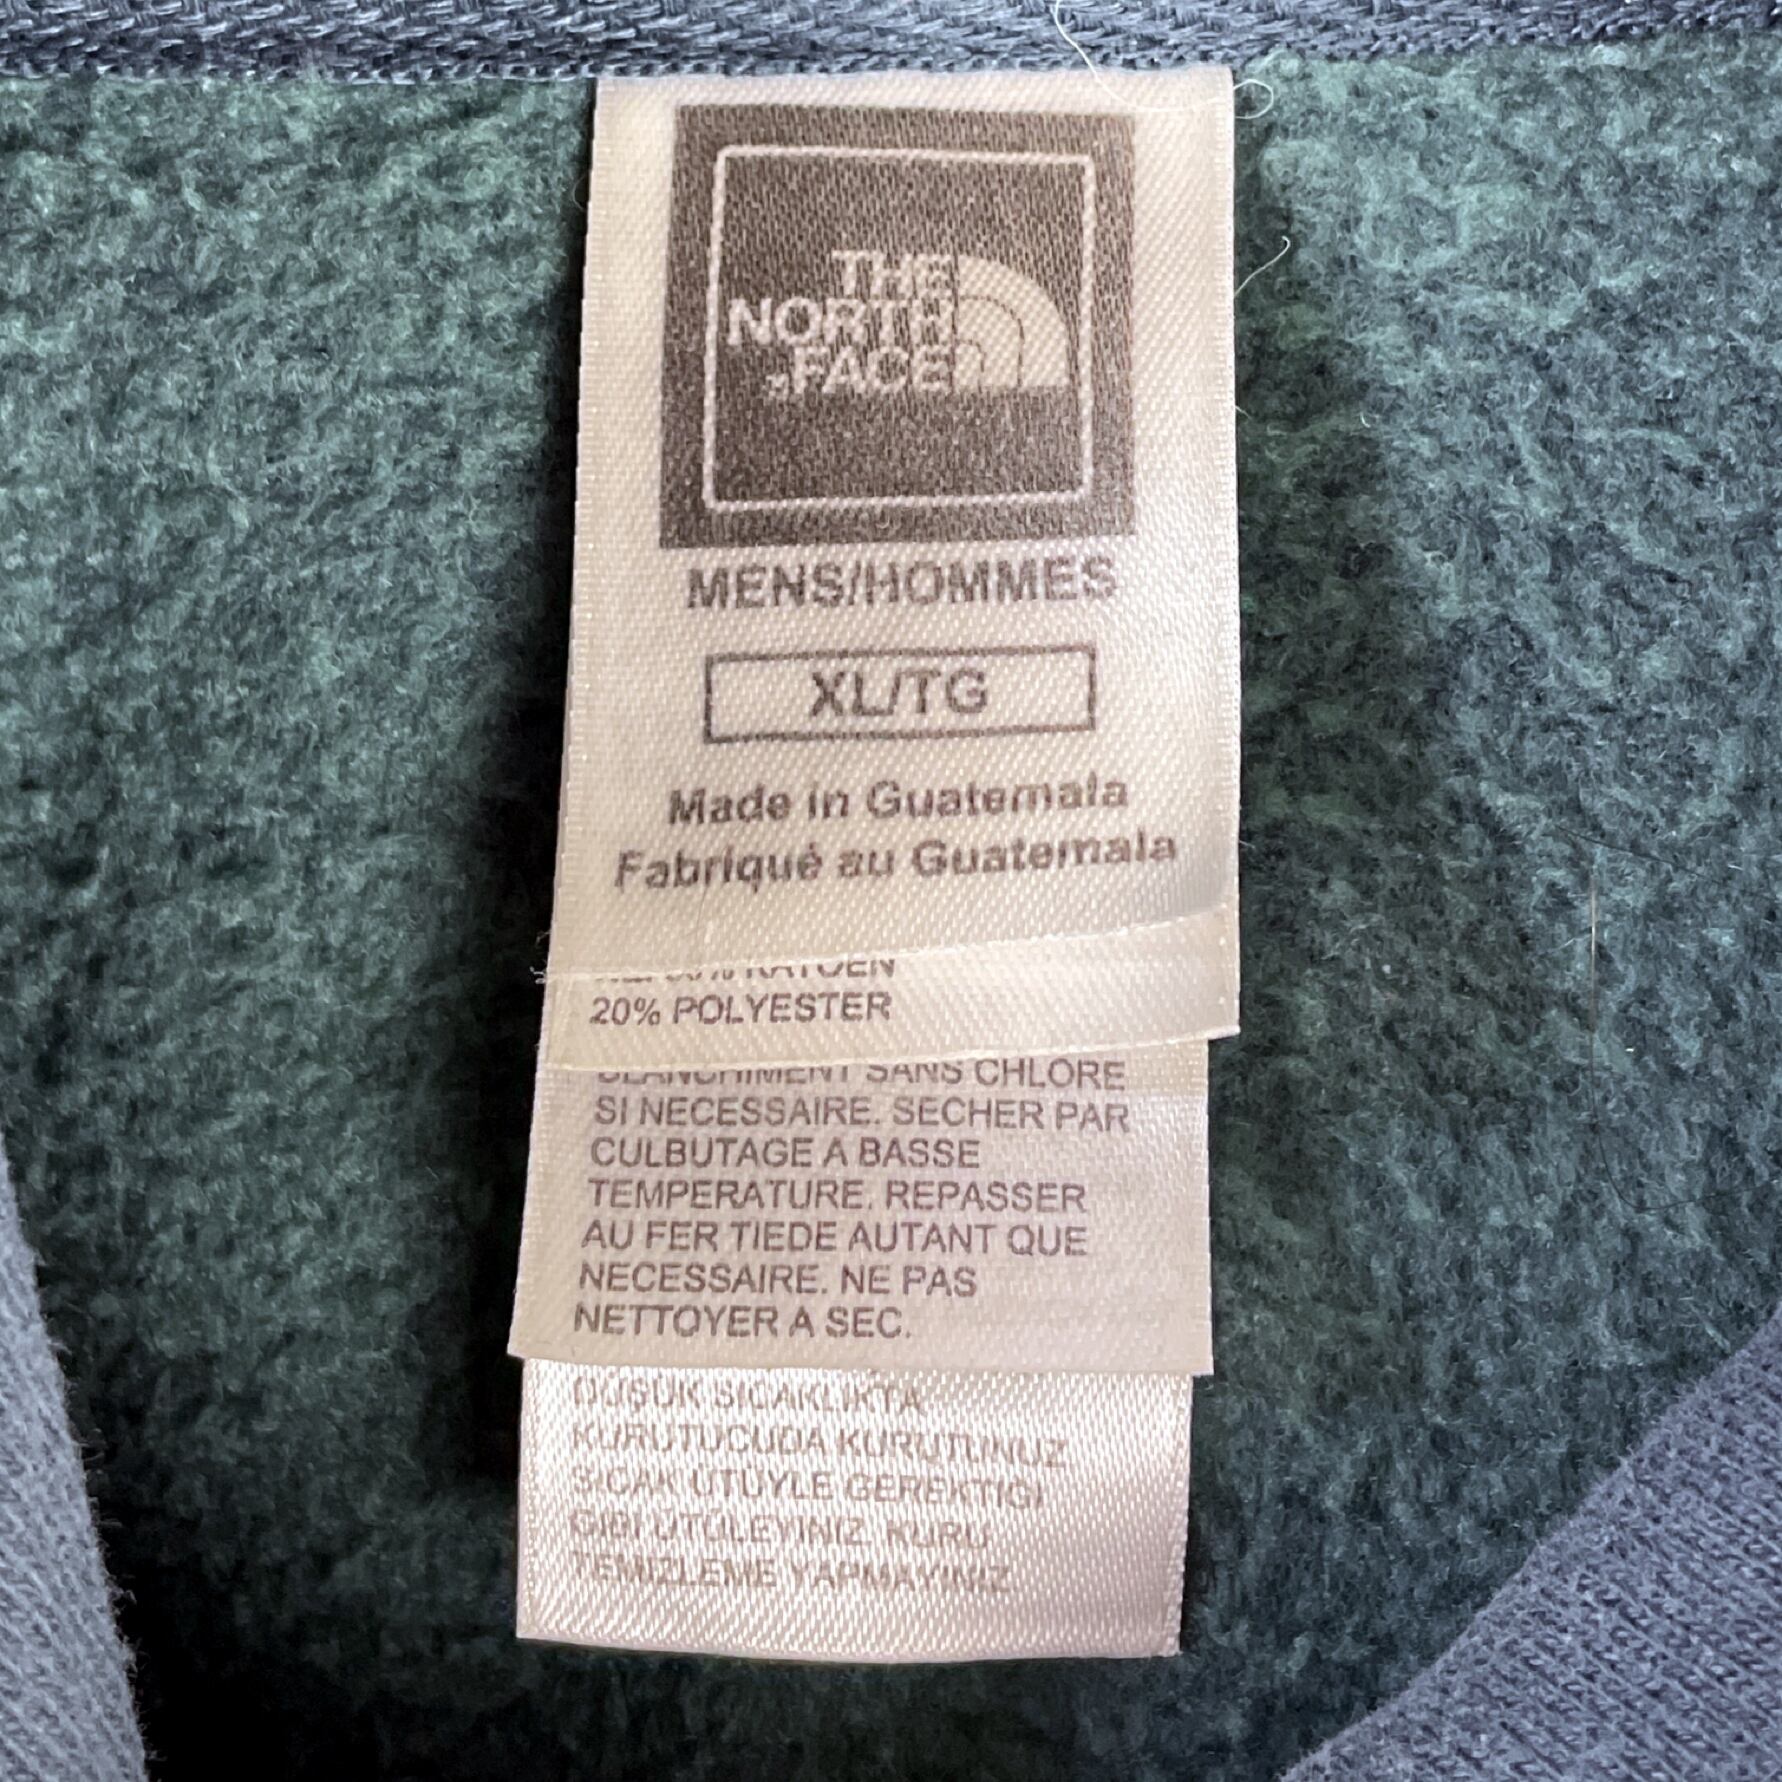 THE
NORTH
FACE
MENS/HOMMES
XL/TG
Made in Guatemala
Fabriqué au Guatemala
20% POLYESTER
BLANCHIMENT SANS CHLORE
SI NECESSAIRE. SECHER PAR
CULBUTAGE A BASSE
TEMPERATURE. REPASSER
AU FER TIEDE AUTANT QUE
NECESSAIRE. NE PAS
NETTOYER A SEC.
DÜŞÜK SICAKLIKTA
KURUTUCUDA KURUTUNUZ
SICAK ÜTÜYLE GEREKTIGI
GIBI ÜTÜLEYINIZ. KURU
TEMIZLEME YAPMAYINIZ